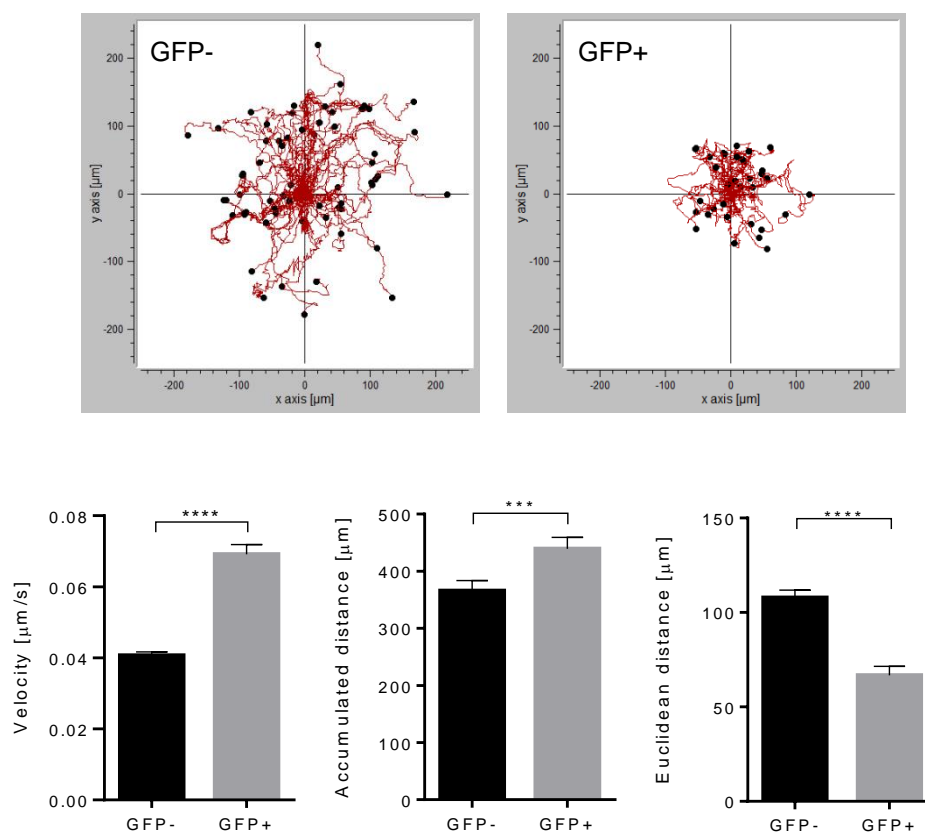 GFP-
200
100
0
-100
-200
y axis [µm]
-200
-100
0
100
200
x axis [µm]
GFP+
200
100
0
-100
-200
y axis [µm]
-200
-100
0
100
200
x axis [µm]
0.08
0.06
0.04
0.02
0.00
Velocity [µm/s]
****
GFP-
GFP+
500
400
300
200
100
0
Accumulated distance [µm]
***
GFP-
GFP+
150
100
50
0
Euclidean distance [µm]
****
GFP-
GFP+